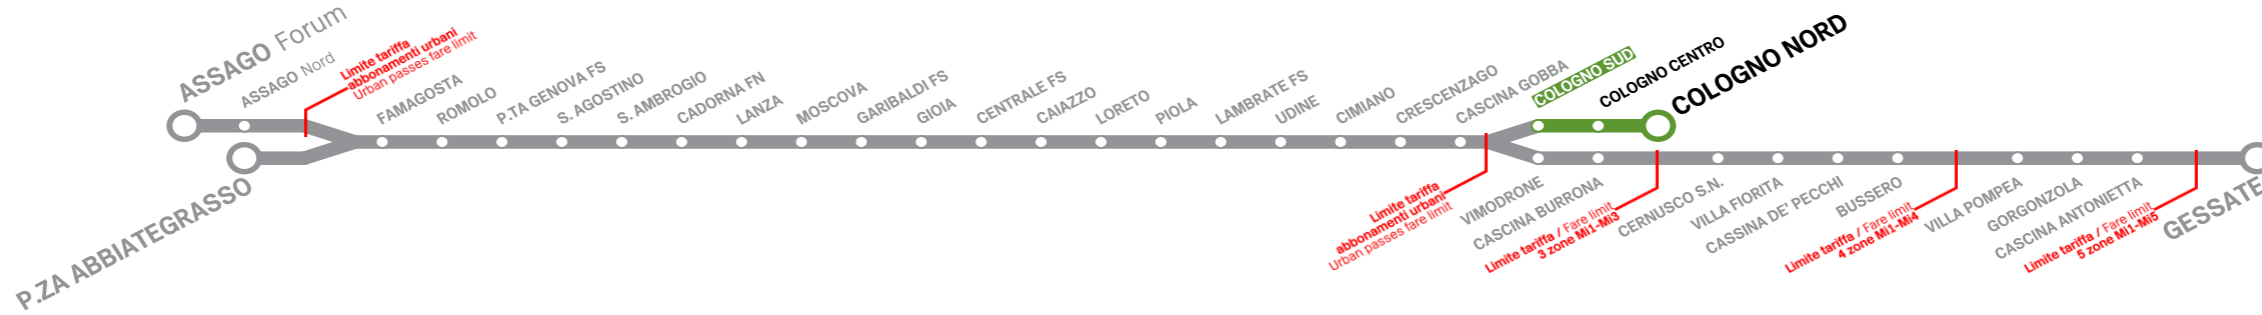 ASSAGO Forum
ASSAGO Nord
Limite tariffa
abbonamenti urbani
Urban passes fare limit
P.ZA ABBIATEGRASSO
FAMAGOSTA
ROMOLO
P.TA GENOVA FS
S. AGOSTINO
S. AMBROGIO
CADORNA FN
LANZA
MOSCOVA
GARIBALDI FS
GIOIA
CENTRALE FS
CAIAZZO
LORETO
PIOLA
LAMBRATE FS
UDINE
CIMIANO
CRESCENZAGO
CASCINA GOBBA
Limite tariffa
abbonamenti urbani
Urban passes fare limit
COLOGNO SUD
COLOGNO CENTRO
COLOGNO NORD
VIMODRONE
CASCINA BURRONA
Limite tariffa / Fare limit
3 zone Mi1-Mi3
CERNUSCO S.N.
VILLA FIORITA
CASSINA DE' PECCHI
BUSSERO
Limite tariffa / Fare limit
4 zone Mi1-Mi4
VILLA POMPEA
GORGONZOLA
CASCINA ANTONIETTA
Limite tariffa / Fare limit
5 zone Mi1-Mi5
GESSATE